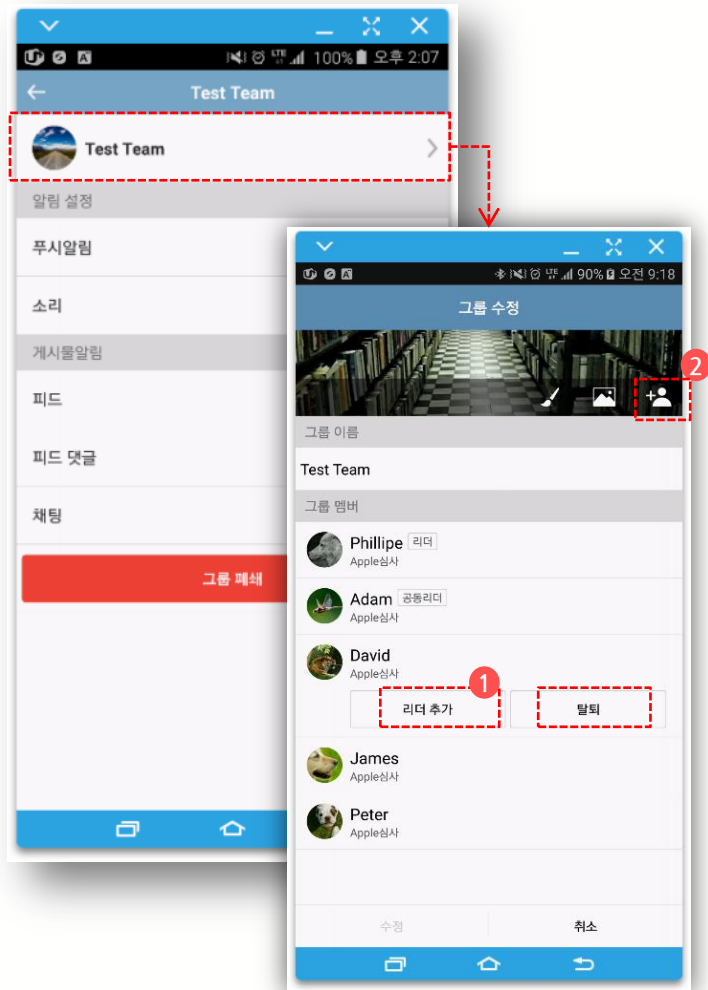 100% 오후 2:07
Test Team
Test Team
알림 설정
푸시알림
소리
게시물알림
피드
피드 댓글
채팅
그룹 폐쇄
90% 오전 9:18
그룹 수정
2
그룹 이름
Test Team
그룹 멤버
Phillipe 리더
Apple심사
Adam 공동리더
Apple심사
David
Apple심사
1
리더 추가 탈퇴
James
Apple심사
Peter
Apple심사
수정 취소